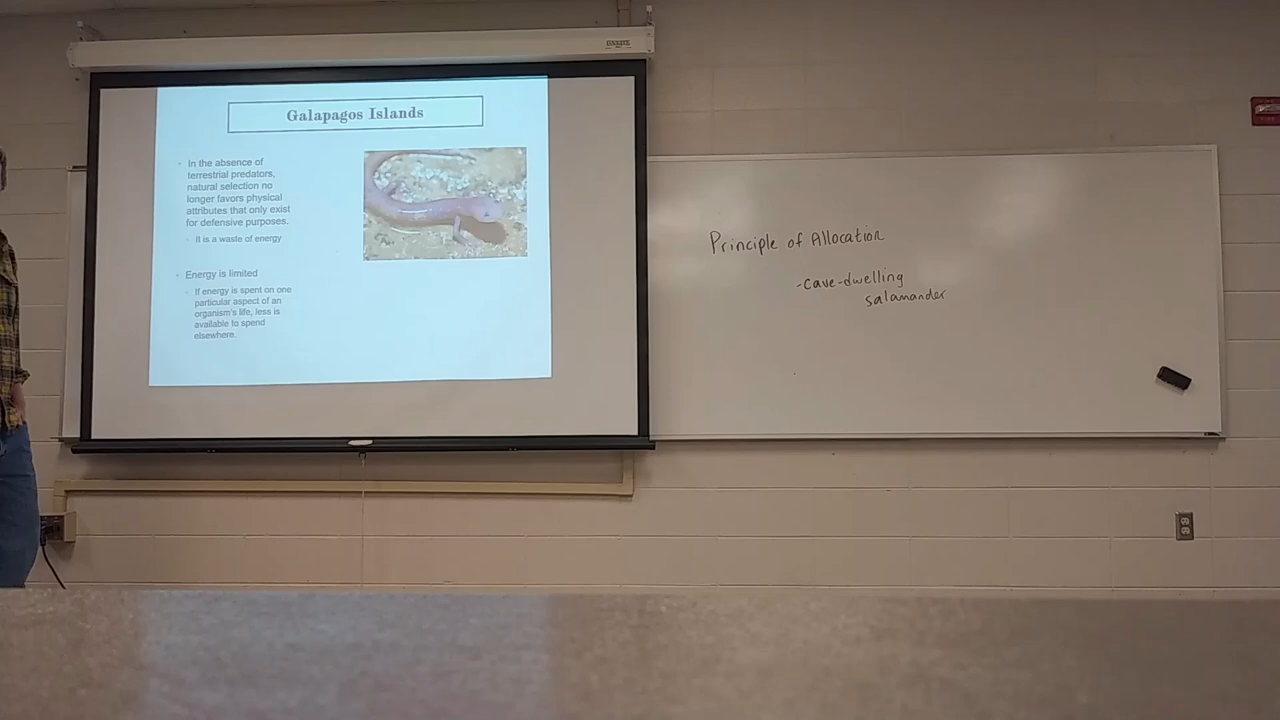 Galapagos Islands
In the absence of
terrestrial predators,
natural selection no
longer favors physical
attributes that only exist
for defensive purposes.
It is a waste of energy
Energy is limited
If energy is spent on one
particular aspect of an
organism's life, less is
available to spend
elsewhere.
Principle of Allocation
-cave-dwelling
salamander